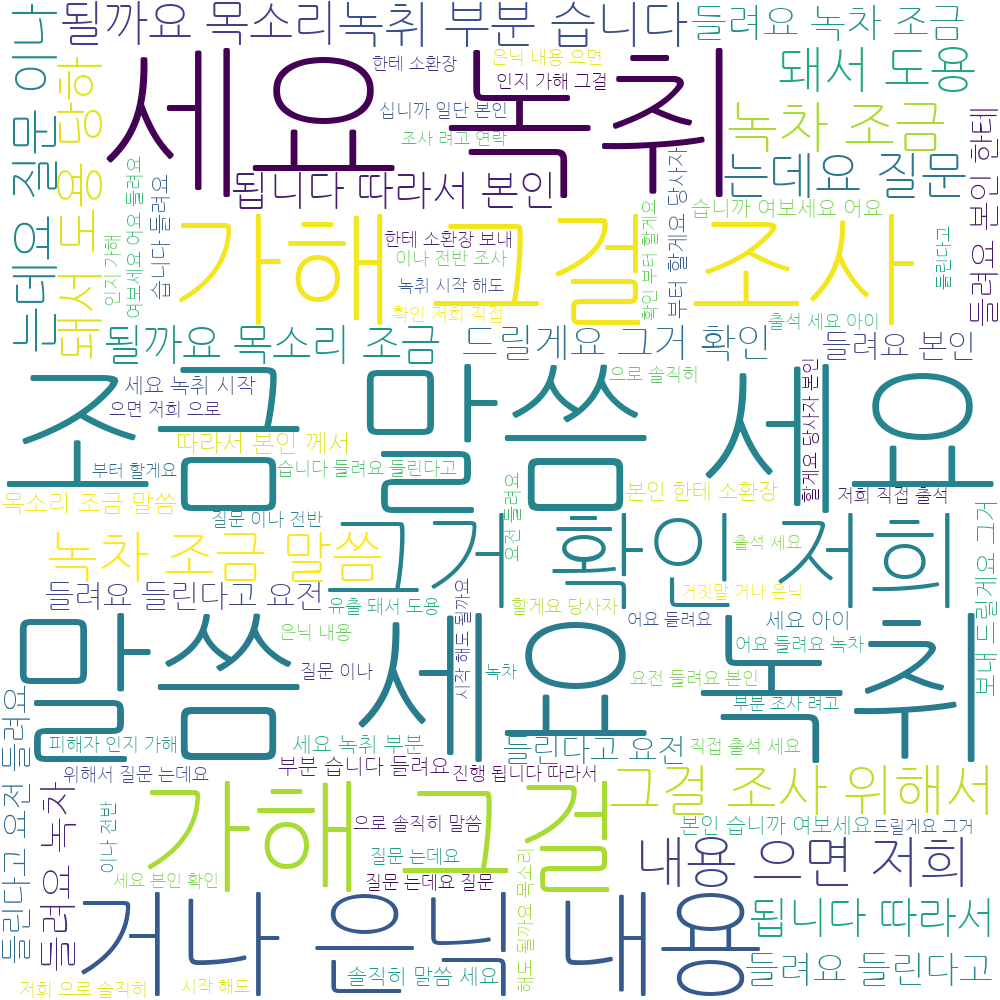 될까요 목소리
녹취 부분 습니다
들려요 녹차 조금
는데요 질문 이나
돼서 도용 당하
한테 소환장
은닉 내용 으면
인지 가해 그걸
돼서 도용
세요 녹취
십니까 일단 본인
조사 려고 연락
녹차 조금
됩니다 따라서 본인
는데요 질문
여보세요 어요 들려요
습니다 들려요
인지 가해
가해 그걸 조사
한테 소환장 보내
이나 전반 조사
녹취 시작 해도
확인 저희 직접
확인 부터 할게요
부터 할게요 당사자
습니까 여보세요 어요
들린다고
들려요 본인 한테
출석 세요 아이
될까요 목소리 조금
드릴게요 그거 확인
들려요 본인
조금 말씀 세요
세요 녹취 시작
으면 저희 으로
으로 솔직히
할게요 당사자 본인
따라서 본인 께서
부터 할게요
습니다 들려요 들린다고
목소리 조금 말씀
본인 한테 소환장
저희 직접 출석
질문 이나 전반
요전 들려요
그거 확인 저희
녹차 조금 말씀
출석 세요
들려요 들린다고 요전
유출 돼서 도용
할게요 당사자
거짓말 거나 은닉
보내 드릴게요 그거
은닉 내용
시작 해도 될까요
어요 들려요
세요 아이
어요 들려요 녹차
말씀 세요 녹취
질문 이나
녹차
요전 들려요 본인
부분 조사 려고
피해자 인지 가해
세요 녹취 부분
들린다고 요전
직접 출석 세요
위해서 질문 는데요
부분 습니다 들려요
진행 됩니다 따라서
그걸 조사 위해서
들린다고 요전 들려요
들려요 녹차
이나 전반
가해 그걸
으로 솔직히 말씀
본인 습니까 여보세요
드릴게요 그거
질문 는데요
내용 으면 저희
세요 본인 확인
질문 는데요 질문
해도 될까요 목소리
거나 은닉 내용
됩니다 따라서
솔직히 말씀 세요
들려요 들린다고
저희 으로 솔직히
시작 해도